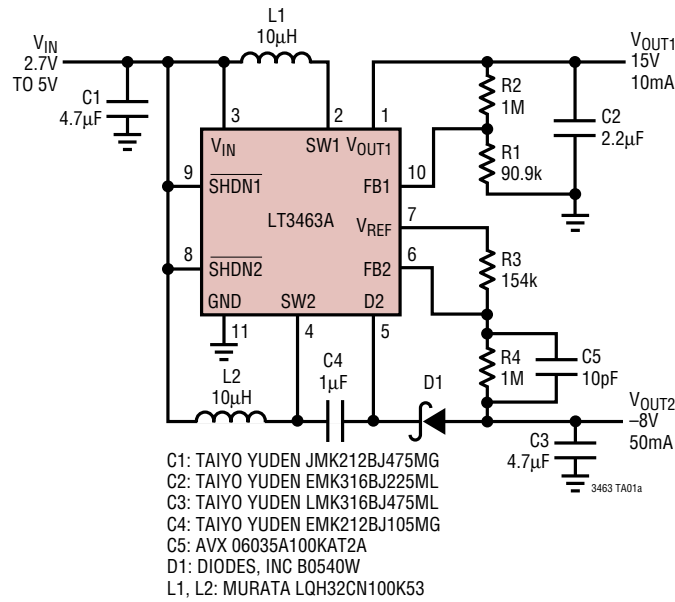 L1
10µH
VIN
2.7V
TO 5V
C1
4.7µF
3
2
1
VIN
SW1
VOUT1
9
SHDN1
8
SHDN2
LT3463A
10
FB1
7
VREF
6
FB2
GND
SW2
D2
11
4
5
R2
1M
R1
90.9k
C2
2.2µF
VOUT1
15V
10mA
R3
154k
R4
1M
C5
10pF
L2
10µH
C4
1µF
D1
VOUT2
–8V
50mA
C3
4.7µF
3463 TA01a
C1: TAIYO YUDEN JMK212BJ475MG
C2: TAIYO YUDEN EMK316BJ225ML
C3: TAIYO YUDEN LMK316BJ475ML
C4: TAIYO YUDEN EMK212BJ105MG
C5: AVX 06035A100KAT2A
D1: DIODES, INC B0540W
L1, L2: MURATA LQH32CN100K53